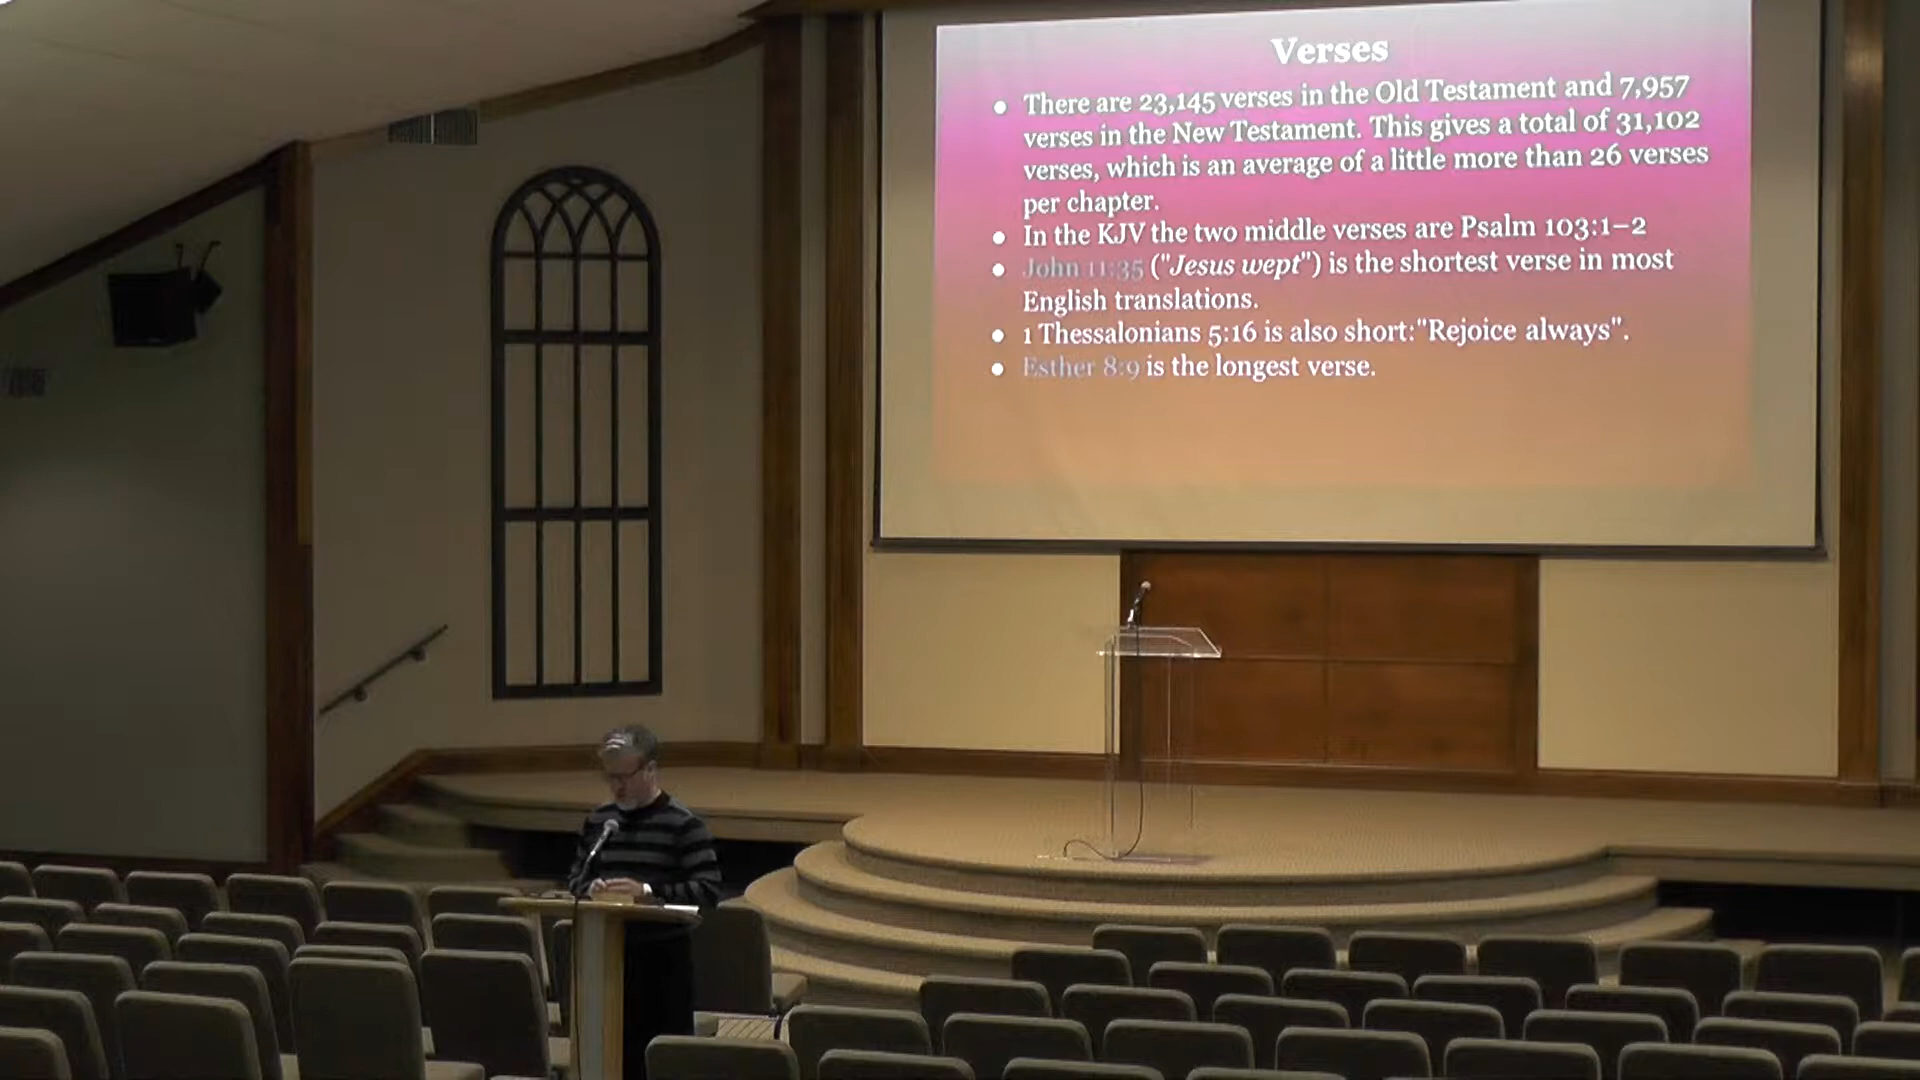 Verses
• There are 23,145 verses in the Old Testament and 7,957
verses in the New Testament. This gives a total of 31,102
verses, which is an average of a little more than 26 verses
per chapter.
• In the KJV the two middle verses are Psalm 103:1–2
• John 11:35 ("Jesus wept") is the shortest verse in most
English translations.
• 1 Thessalonians 5:16 is also short:"Rejoice always".
• Esther 8:9 is the longest verse.